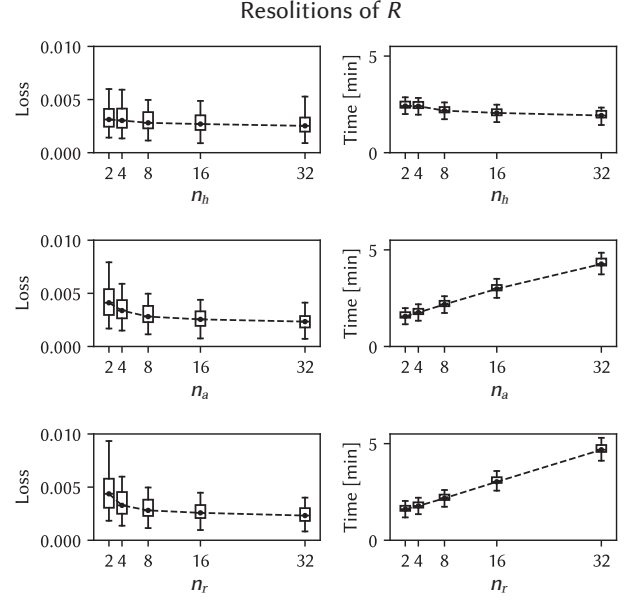 Resolitions of R
0.010
0.005
0.000
Loss
2 4 8 16 32
n_h
5
0
Time [min]
2 4 8 16 32
n_h
0.010
0.005
0.000
Loss
2 4 8 16 32
n_a
5
0
Time [min]
2 4 8 16 32
n_a
0.010
0.005
0.000
Loss
2 4 8 16 32
n_r
5
0
Time [min]
2 4 8 16 32
n_r